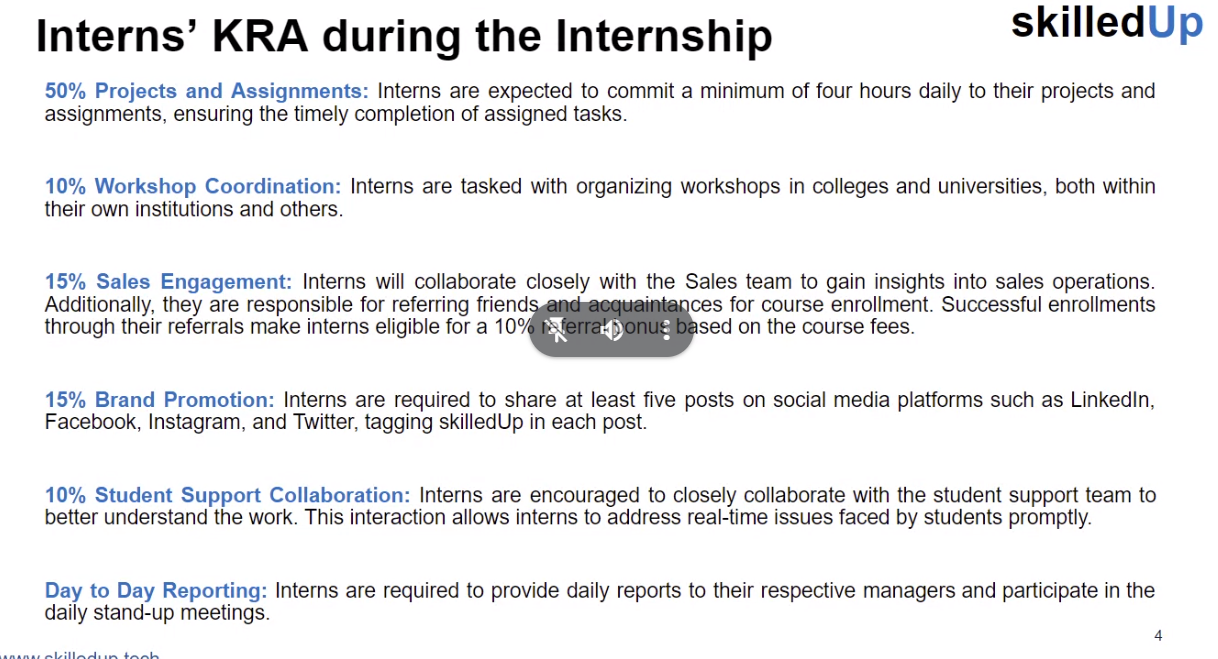 Interns’ KRA during the Internship
skilledUp
50% Projects and Assignments: Interns are expected to commit a minimum of four hours daily to their projects and
assignments, ensuring the timely completion of assigned tasks.
10% Workshop Coordination: Interns are tasked with organizing workshops in colleges and universities, both within
their own institutions and others.
15% Sales Engagement: Interns will collaborate closely with the Sales team to gain insights into sales operations.
Additionally, they are responsible for referring friends and acquaintances for course enrollment. Successful enrollments
through their referrals make interns eligible for a 10% referral bonus based on the course fees.
15% Brand Promotion: Interns are required to share at least five posts on social media platforms such as LinkedIn,
Facebook, Instagram, and Twitter, tagging skilledUp in each post.
10% Student Support Collaboration: Interns are encouraged to closely collaborate with the student support team to
better understand the work. This interaction allows interns to address real-time issues faced by students promptly.
Day to Day Reporting: Interns are required to provide daily reports to their respective managers and participate in the
daily stand-up meetings.
4
www.skilledup.tech